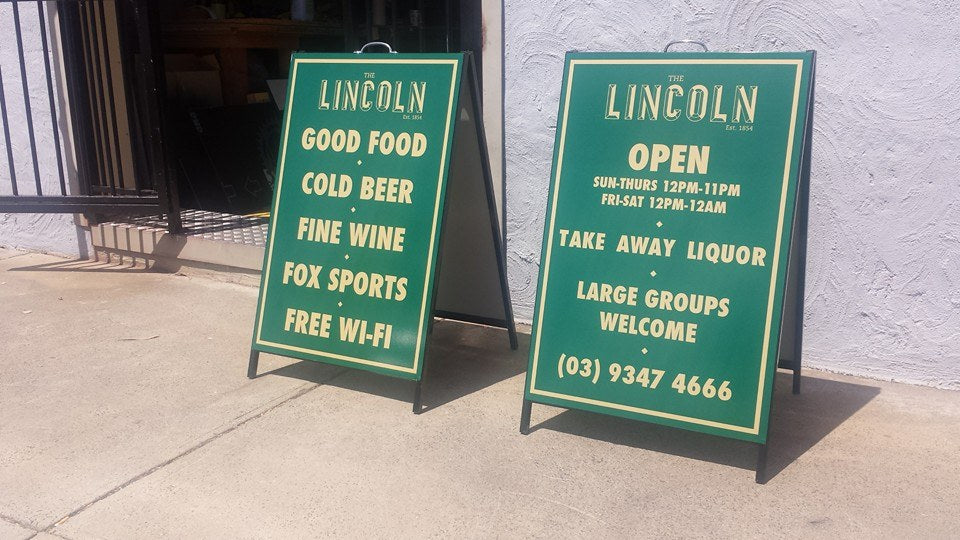 THE
LINCOLN
Est. 1854
GOOD FOOD
COLD BEER
FINE WINE
FOX SPORTS
FREE WI-FI
THE
LINCOLN
Est. 1854
OPEN
SUN-THURS 12PM-11PM
FRI-SAT 12PM-12AM
TAKE AWAY LIQUOR
LARGE GROUPS
WELCOME
(03) 9347 4666